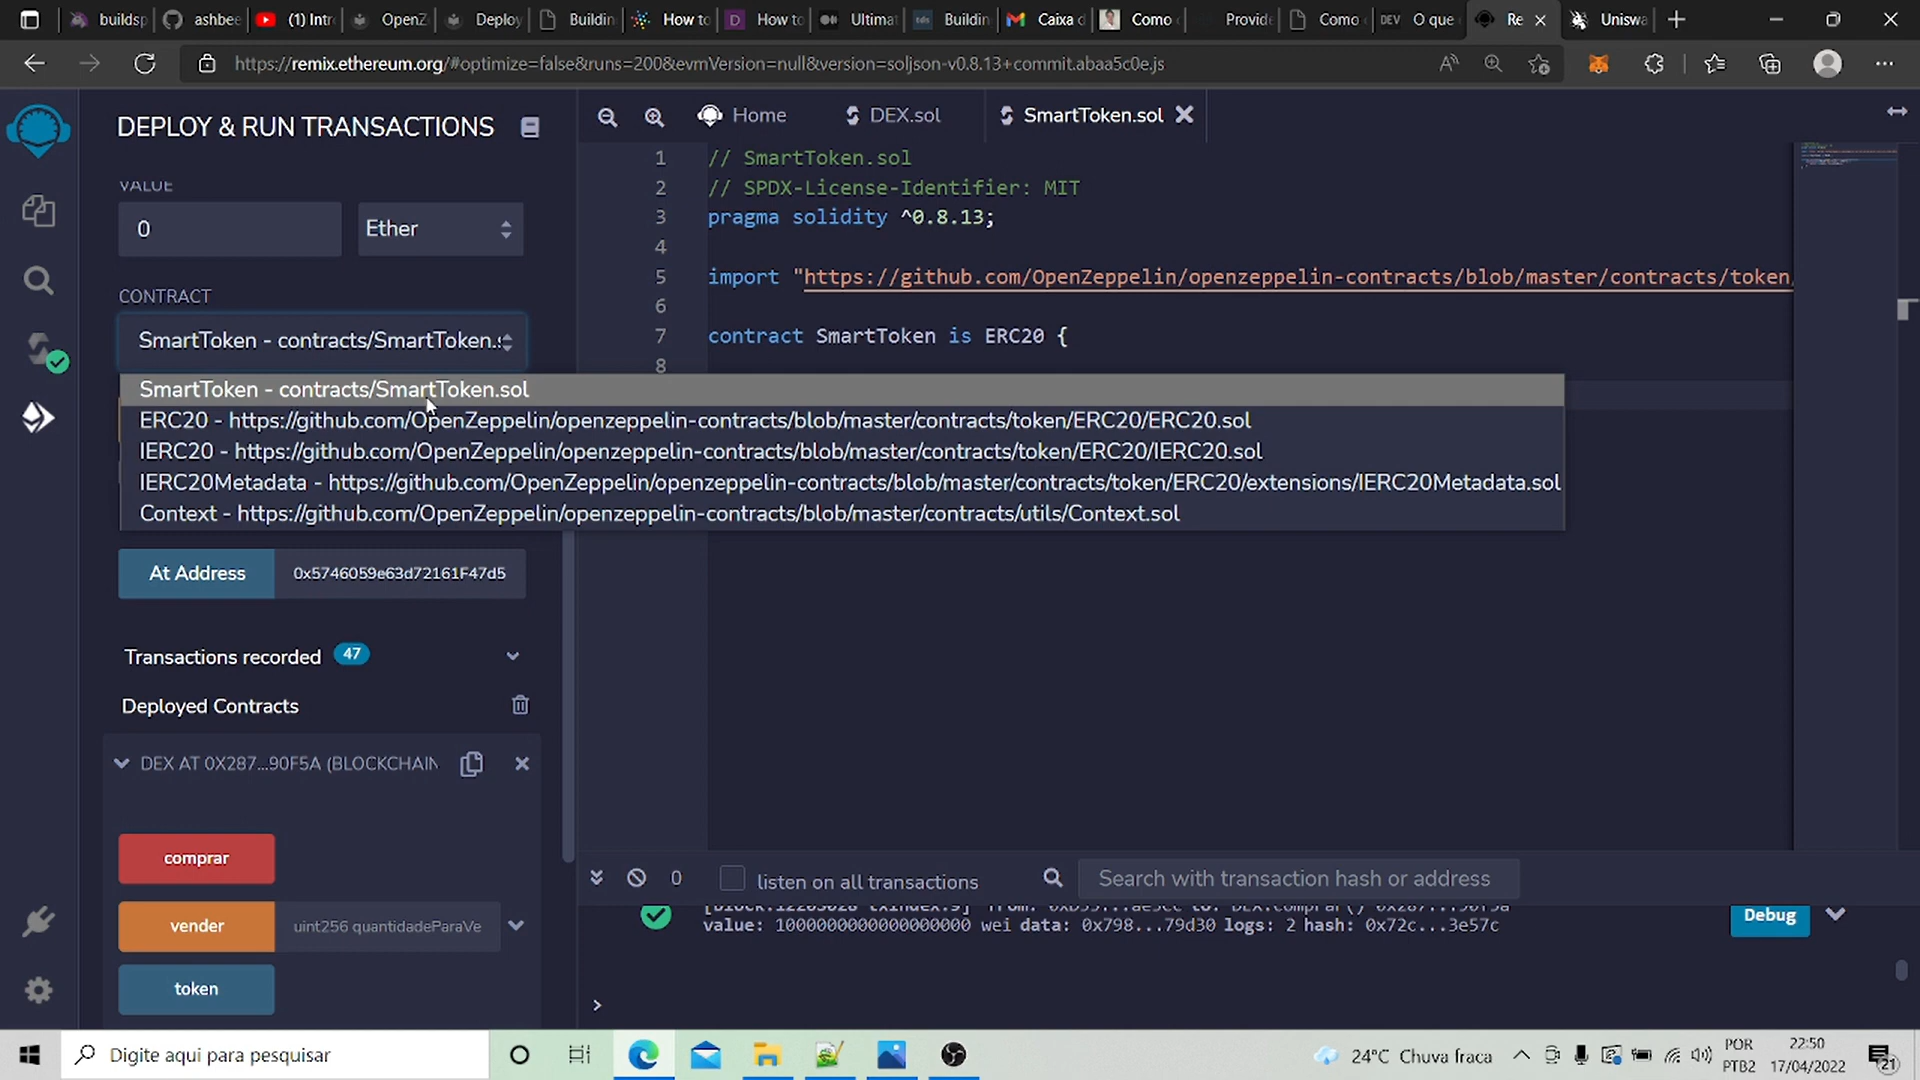 buildsp
ashbee
(1) Intr
OpenZ
Deploy
Buildin
How to
How to
Ultimat
Buildin
Caixa d
Como
Provide
Como
DEV O que
Re
Uniswa
https://remix.ethereum.org/#optimize=false&runs=200&evmVersion=null&version=soljson-v0.8.13+commit.abaa5c0e.js
DEPLOY & RUN TRANSACTIONS
Home
DEX.sol
SmartToken.sol
VALUE
0
Ether
CONTRACT
SmartToken - contracts/SmartToken.s
SmartToken - contracts/SmartToken.sol
ERC20 - https://github.com/OpenZeppelin/openzeppelin-contracts/blob/master/contracts/token/ERC20/ERC20.sol
IERC20 - https://github.com/OpenZeppelin/openzeppelin-contracts/blob/master/contracts/token/ERC20/IERC20.sol
IERC20Metadata - https://github.com/OpenZeppelin/openzeppelin-contracts/blob/master/contracts/token/ERC20/extensions/IERC20Metadata.sol
Context - https://github.com/OpenZeppelin/openzeppelin-contracts/blob/master/contracts/utils/Context.sol
At Address
0x5746059e63d72161F47d5
Transactions recorded 47
Deployed Contracts
DEX AT 0X287...90F5A (BLOCKCHAIN
comprar
vender
uint256 quantidadeParaVe
token
1 // SmartToken.sol
2 // SPDX-License-Identifier: MIT
3 pragma solidity ^0.8.13;
4
5 import "https://github.com/OpenZeppelin/openzeppelin-contracts/blob/master/contracts/token/
6
7 contract SmartToken is ERC20 {
8
0
listen on all transactions
Search with transaction hash or address
value: 1000000000000000000 wei data: 0x798...79d30 logs: 2 hash: 0x72c...3e57c
Debug
>
Digite aqui para pesquisar
24°C Chuva fraca
POR
PTB2
22:50
17/04/2022
21